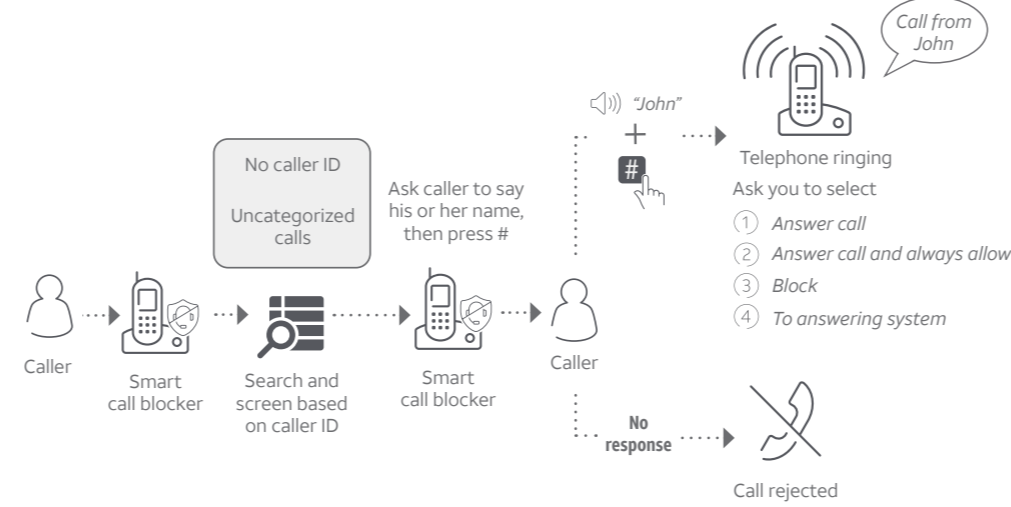 Call from
John
“John”
+
#
Telephone ringing
Ask you to select
1 Answer call
2 Answer call and always allow
3 Block
4 To answering system
No caller ID
Uncategorized
calls
Ask caller to say
his or her name,
then press #
Caller
Smart
call blocker
Search and
screen based
on caller ID
Smart
call blocker
Caller
No
response
Call rejected